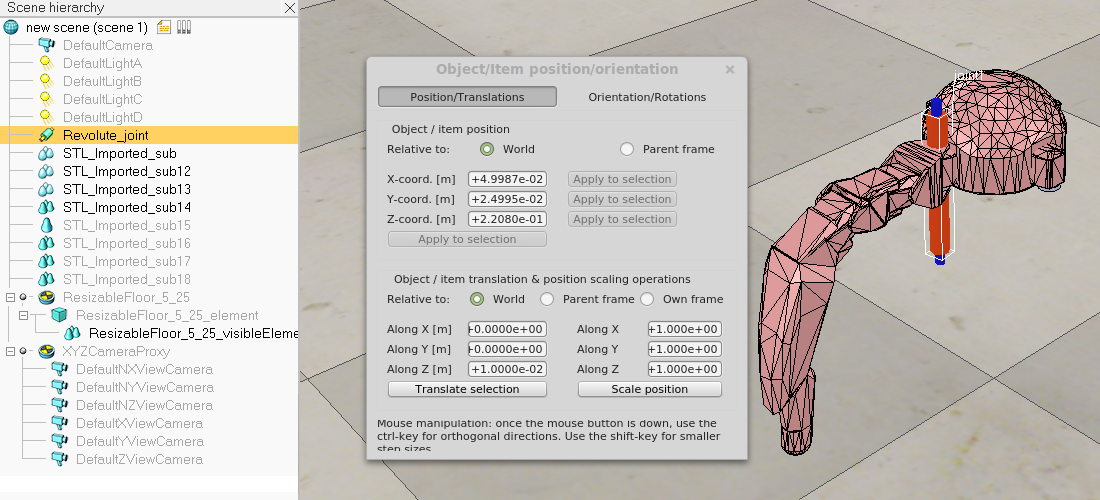 Scene hierarchy
new scene (scene 1)
DefaultCamera
DefaultLightA
DefaultLightB
DefaultLightC
DefaultLightD
Revolute_joint
STL_Imported_sub
STL_Imported_sub12
STL_Imported_sub13
STL_Imported_sub14
STL_Imported_sub15
STL_Imported_sub16
STL_Imported_sub17
STL_Imported_sub18
ResizableFloor_5_25
ResizableFloor_5_25_element
ResizableFloor_5_25_visibleEleme
XYZCameraProxy
DefaultNXViewCamera
DefaultNYViewCamera
DefaultNZViewCamera
DefaultXViewCamera
DefaultYViewCamera
DefaultZViewCamera
Object/Item position/orientation
Position/Translations Orientation/Rotations
Object / item position
Relative to: World Parent frame
X-coord. [m] +4.9987e-02 Apply to selection
Y-coord. [m] +2.4995e-02 Apply to selection
Z-coord. [m] +2.2080e-01 Apply to selection
Apply to selection
Object / item translation & position scaling operations
Relative to: World Parent frame Own frame
Along X [m] +0.0000e+00 Along X +1.000e+00
Along Y [m] +0.0000e+00 Along Y +1.000e+00
Along Z [m] +1.0000e-02 Along Z +1.000e+00
Translate selection Scale position
Mouse manipulation: once the mouse button is down, use the
ctrl-key for orthogonal directions. Use the shift-key for smaller
step sizes.